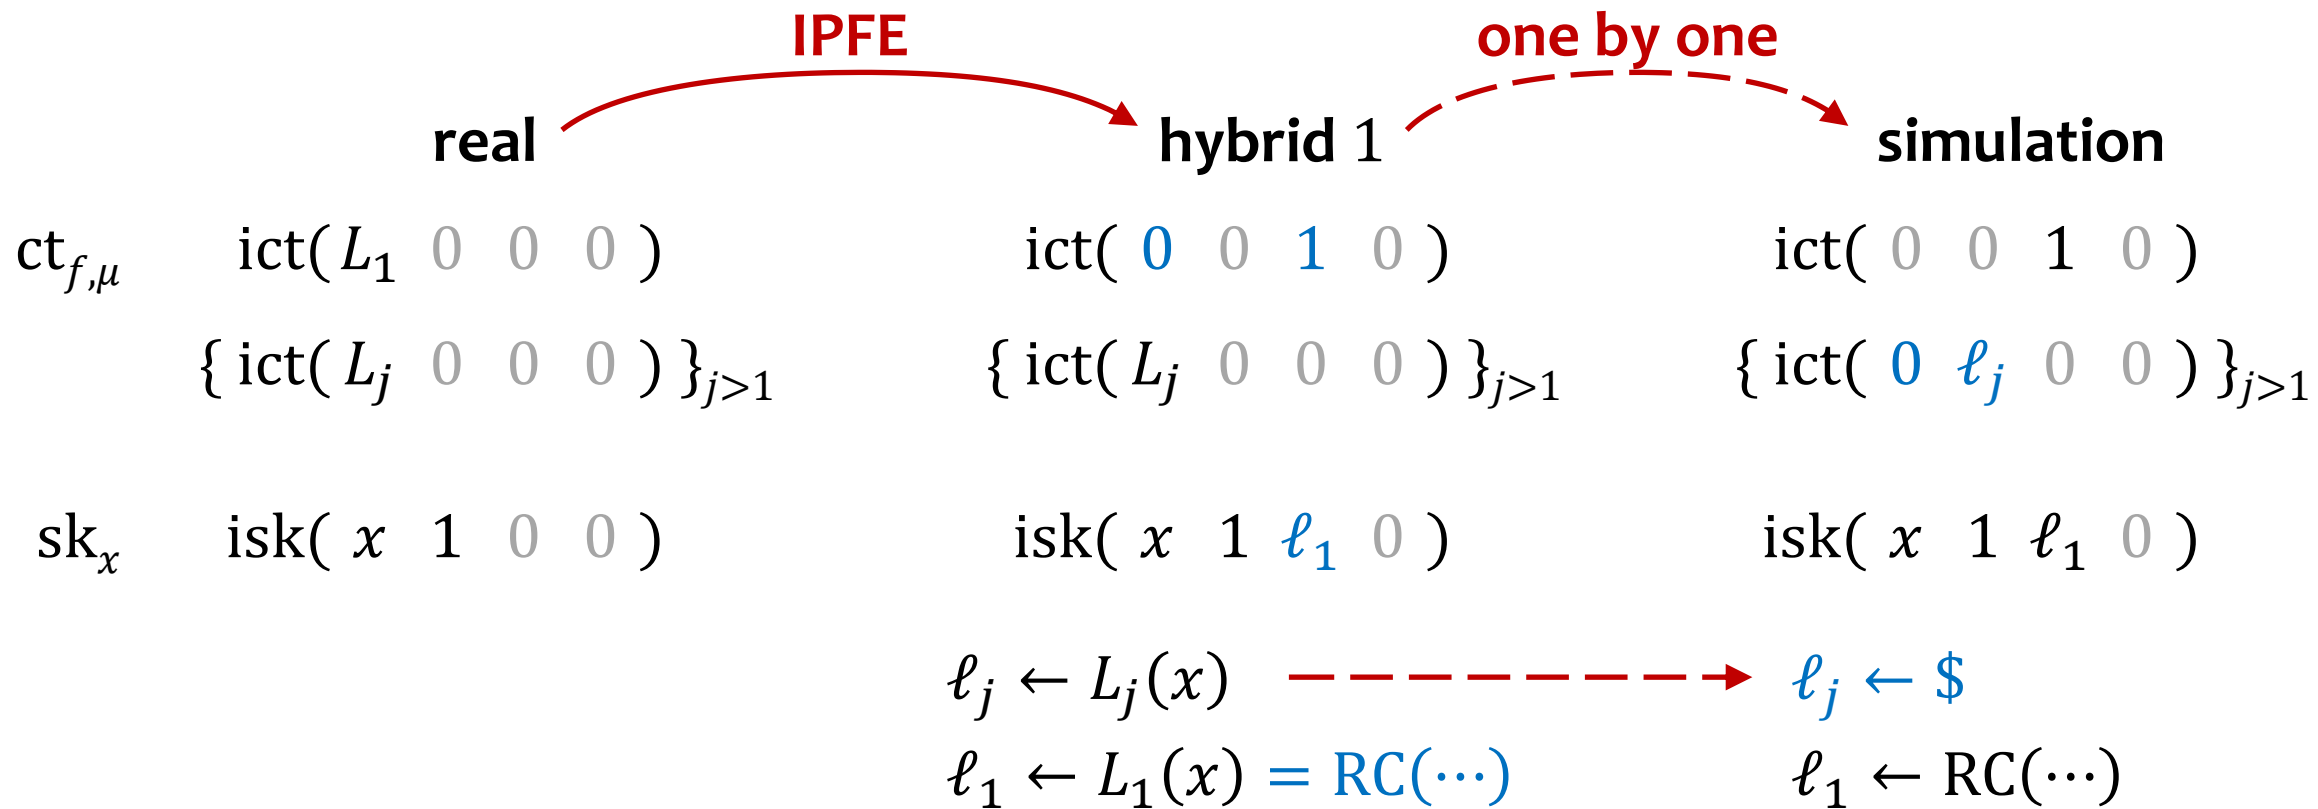 IPFE one by one
real hybrid 1 simulation
ct_{f,μ} ict( L_1 0 0 0 ) ict( 0 0 1 0 ) ict( 0 0 1 0 )
{ ict( L_j 0 0 0 ) }_{j>1} { ict( L_j 0 0 0 ) }_{j>1} { ict( 0 ℓ_j 0 0 ) }_{j>1}
sk_x isk( x 1 0 0 ) isk( x 1 ℓ_1 0 ) isk( x 1 ℓ_1 0 )
ℓ_j ← L_j(x) ℓ_j ← $
ℓ_1 ← L_1(x) = RC(⋯) ℓ_1 ← RC(⋯)